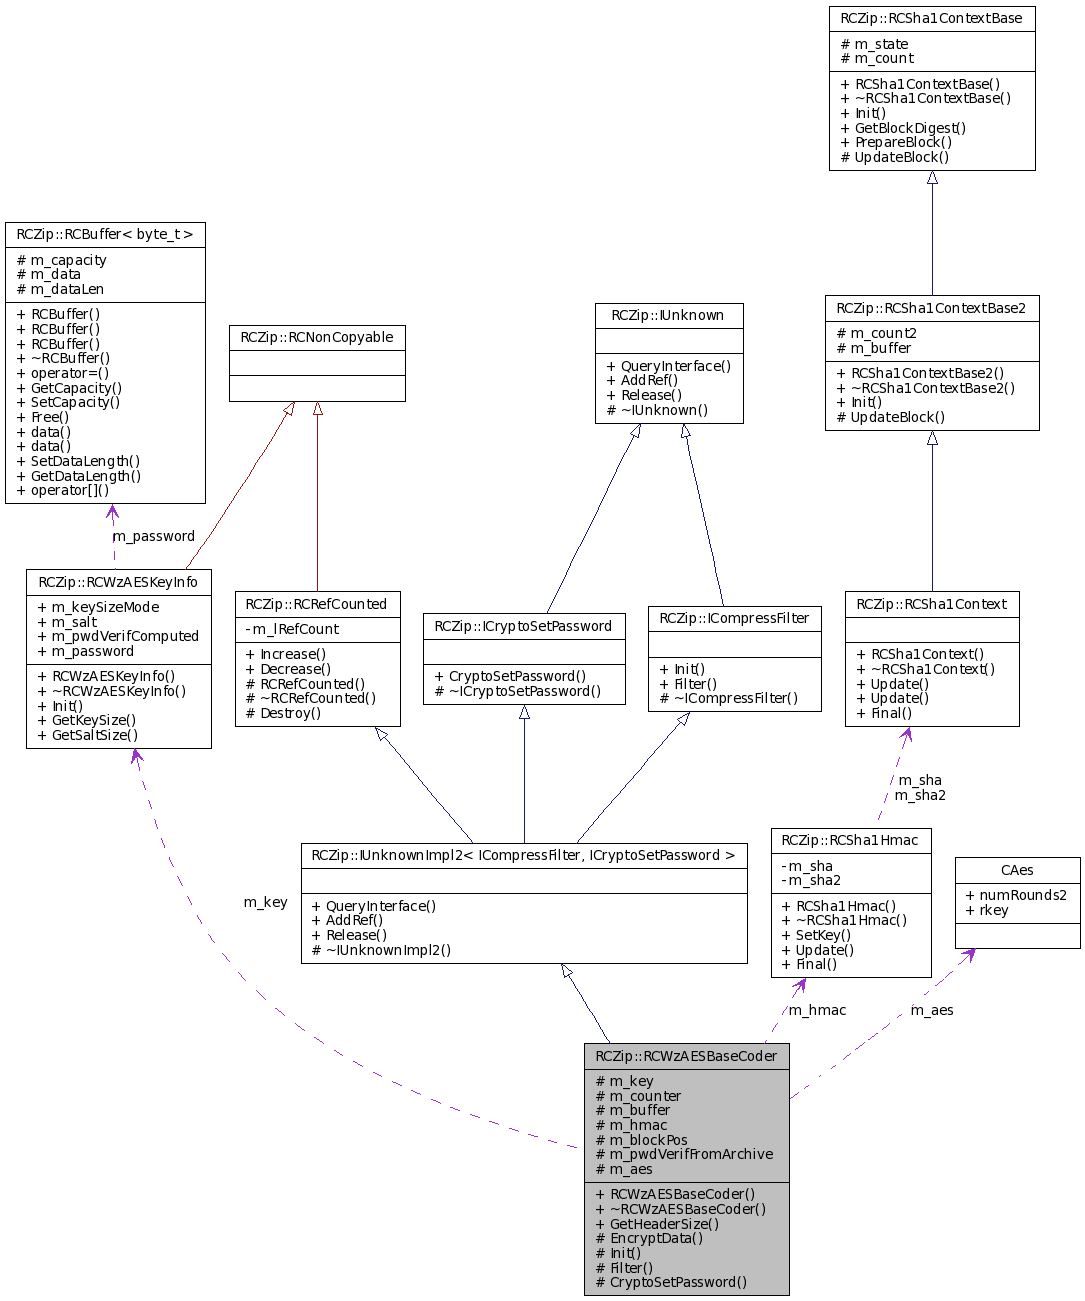 RCZip::RCSha1ContextBase
# m_state
# m_count
+ RCSha1ContextBase()
+ ~RCSha1ContextBase()
+ Init()
+ GetBlockDigest()
+ PrepareBlock()
# UpdateBlock()
RCZip::RCBuffer< byte_t >
# m_capacity
# m_data
# m_dataLen
+ RCBuffer()
+ RCBuffer()
+ RCBuffer()
+ ~RCBuffer()
+ operator=()
+ GetCapacity()
+ SetCapacity()
+ Free()
+ data()
+ data()
+ SetDataLength()
+ GetDataLength()
+ operator[]()
RCZip::RCNonCopyable
RCZip::IUnknown
+ QueryInterface()
+ AddRef()
+ Release()
# ~IUnknown()
RCZip::RCSha1ContextBase2
# m_count2
# m_buffer
+ RCSha1ContextBase2()
+ ~RCSha1ContextBase2()
+ Init()
# UpdateBlock()
m_password
RCZip::RCWzAESKeyInfo
+ m_keySizeMode
+ m_salt
+ m_pwdVerifComputed
+ m_password
+ RCWzAESKeyInfo()
+ ~RCWzAESKeyInfo()
+ Init()
+ GetKeySize()
+ GetSaltSize()
RCZip::RCRefCounted
- m_lRefCount
+ Increase()
+ Decrease()
# RCRefCounted()
# ~RCRefCounted()
# Destroy()
RCZip::ICryptoSetPassword
+ CryptoSetPassword()
# ~ICryptoSetPassword()
RCZip::ICompressFilter
+ Init()
+ Filter()
# ~ICompressFilter()
RCZip::RCSha1Context
+ RCSha1Context()
+ ~RCSha1Context()
+ Update()
+ Update()
+ Final()
m_sha
m_sha2
m_key
RCZip::IUnknownImpl2< ICompressFilter, ICryptoSetPassword >
+ QueryInterface()
+ AddRef()
+ Release()
# ~IUnknownImpl2()
RCZip::RCSha1Hmac
- m_sha
- m_sha2
+ RCSha1Hmac()
+ ~RCSha1Hmac()
+ SetKey()
+ Update()
+ Final()
CAes
+ numRounds2
+ rkey
m_hmac
m_aes
RCZip::RCWzAESBaseCoder
# m_key
# m_counter
# m_buffer
# m_hmac
# m_blockPos
# m_pwdVerifFromArchive
# m_aes
+ RCWzAESBaseCoder()
+ ~RCWzAESBaseCoder()
+ GetHeaderSize()
# EncryptData()
# Init()
# Filter()
# CryptoSetPassword()